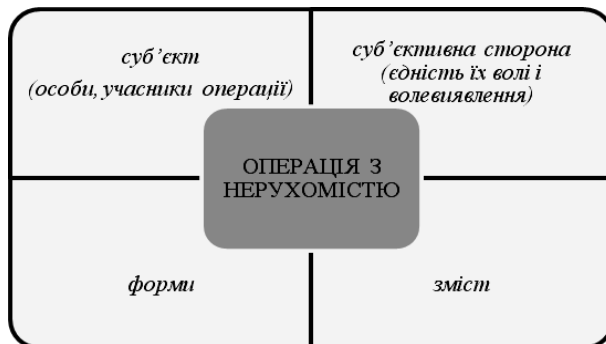 суб’єкт
(особи, учасники операції)
суб’єктивна сторона
(єдність їх волі і
волевиявлення)
ОПЕРАЦІЯ З
НЕРУХОМІСТЮ
форми
зміст